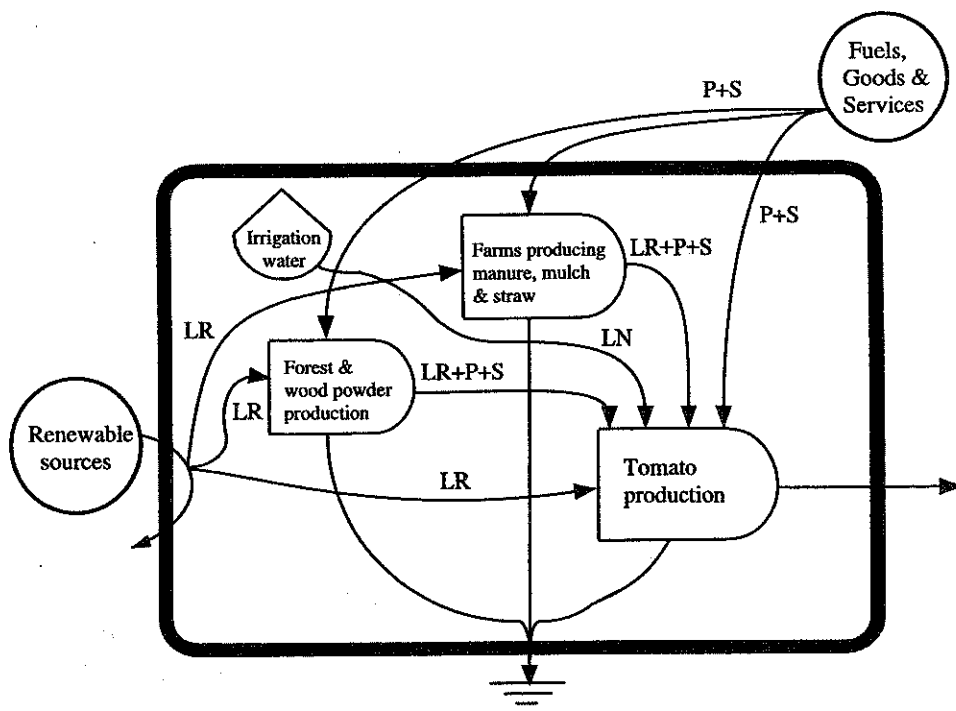 Fuels,
Goods &
Services
P+S
P+S
Irrigation
water
Farms producing
manure, mulch
& straw
LR+P+S
LR
LN
Forest &
wood powder
production
LR+P+S
LR
Renewable
sources
LR
Tomato
production